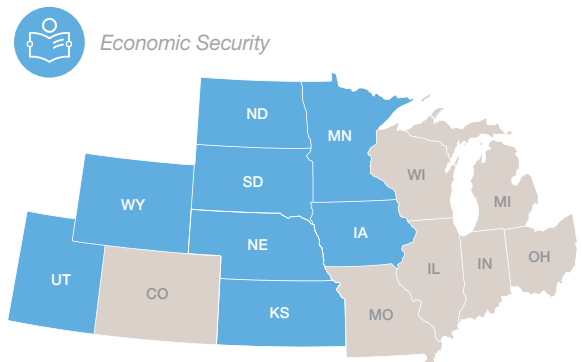 Economic Security
ND
MN
WI
SD
MI
WY
IA
NE
OH
IL
IN
UT
CO
KS
MO